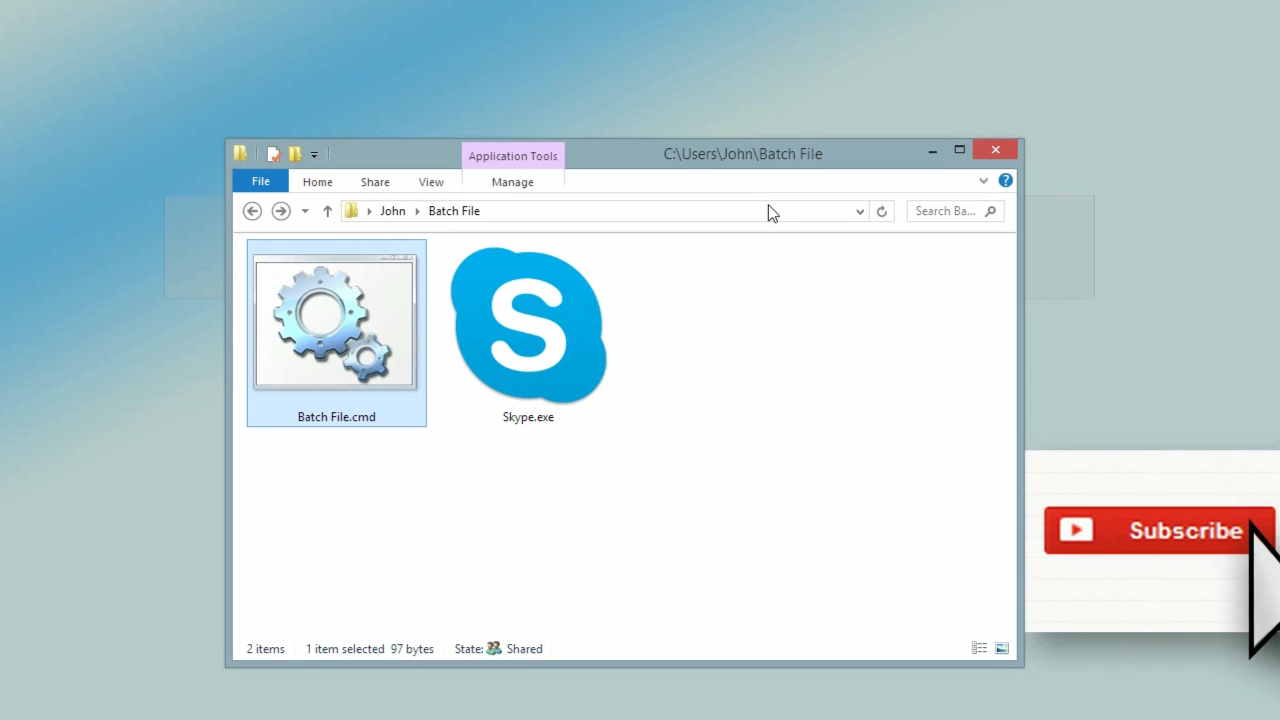 Application Tools
C:\Users\John\Batch File
File
Home
Share
View
Manage
John
Batch File
Search Ba...
S
Batch File.cmd
Skype.exe
Subscribe
2 items
1 item selected 97 bytes
State: Shared